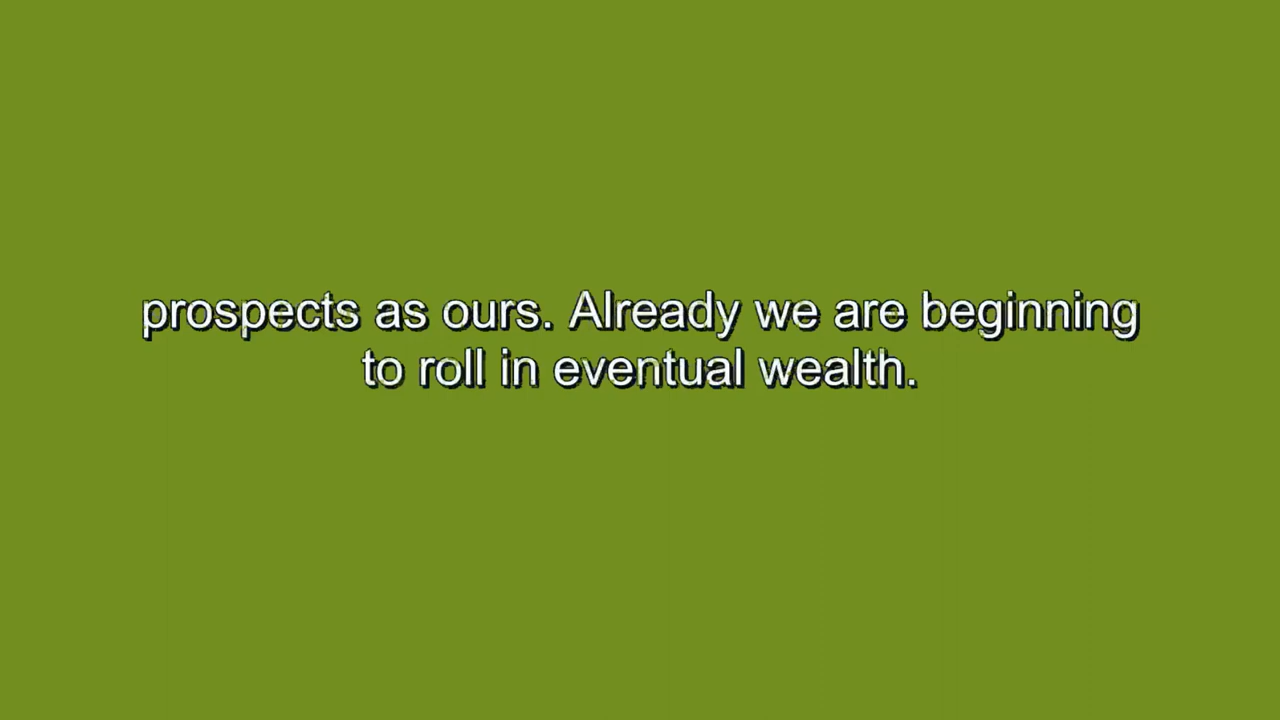 prospects as ours. Already we are beginning
to roll in eventual wealth.